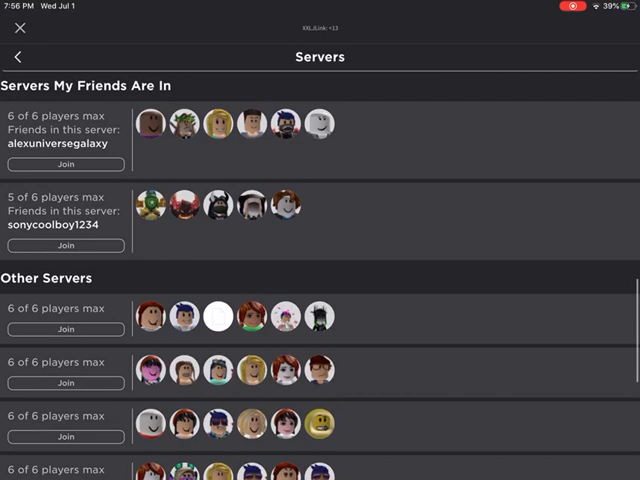 7:56 PM Wed Jul 1
39%
Servers
Servers My Friends Are In
6 of 6 players max
Friends in this server:
alexuniversegalaxy
Join
5 of 6 players max
Friends in this server:
sonycoolboy1234
Join
Other Servers
6 of 6 players max
Join
6 of 6 players max
Join
6 of 6 players max
Join
6 of 6 players max